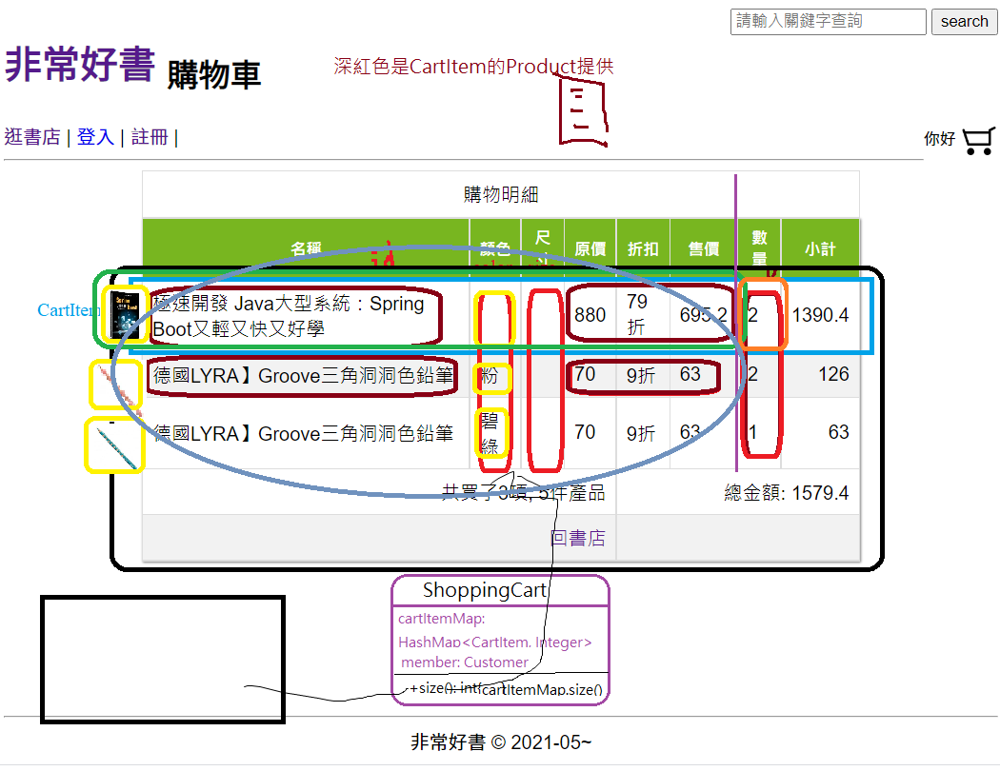 請輸入關鍵字查詢 search
非常好書 購物車
深紅色是CartItem的Product提供
逛書店 | 登入 | 註冊 |
你好
購物明細
名稱 顏色 尺寸 原價 折扣 售價 數量 小計
id
CartItem
極速開發 Java大型系統：Spring
Boot又輕又快又好學
880 79折 695.2 2 1390.4
德國LYRA】Groove三角洞洞色鉛筆 粉 70 9折 63 2 126
德國LYRA】Groove三角洞洞色鉛筆 碧綠 70 9折 63 1 63
共買了3項, 5件產品 總金額: 1579.4
回書店
ShoppingCart
cartItemMap:
HashMap<CartItem, Integer>
member: Customer
+size(): int(cartItemMap.size()
非常好書 © 2021-05~